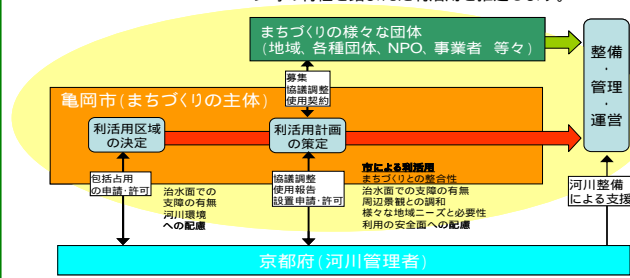 まちづくりの様々な団体
(地域、各種団体、NPO、事業者 等々)
整備
・
管理
・
運営
募集
協議調整
使用契約
亀岡市(まちづくりの主体)
利活用区域
の決定
利活用計画
の策定
包括占用
の申請・許可
治水面での
支障の有無
河川環境
への配慮
協議調整
使用報告
設置申請・許可
市による利活用
まちづくりとの整合性
治水面での支障の有無
周辺景観との調和
様々な地域ニーズと必要性
利用の安全面への配慮
河川整備
による支援
京都府(河川管理者)